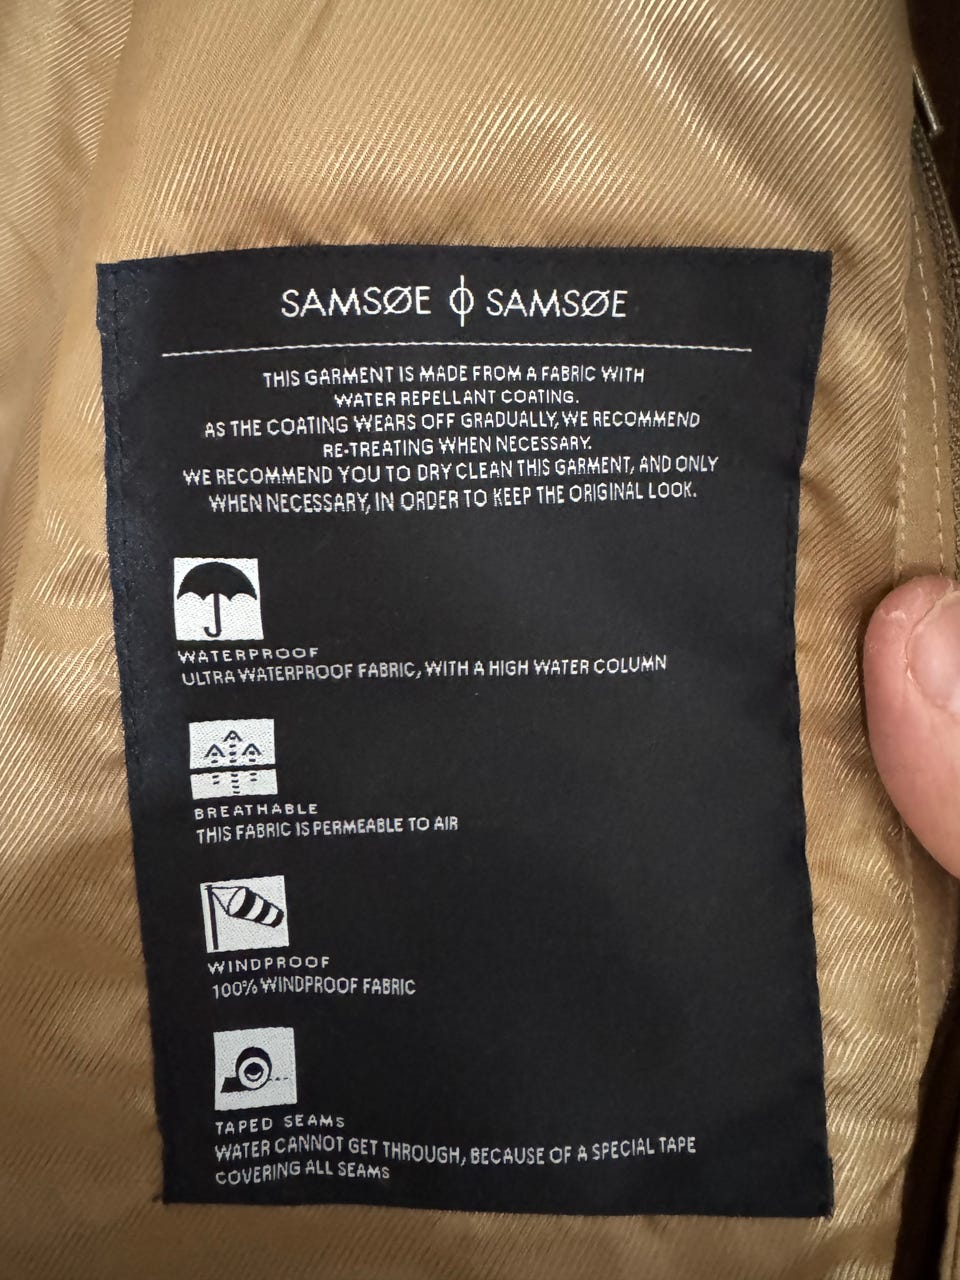 SAMSØE ϕ SAMSØE
THIS GARMENT IS MADE FROM A FABRIC WITH
WATER REPELLANT COATING.
AS THE COATING WEARS OFF GRADUALLY, WE RECOMMEND
RE-TREATING WHEN NECESSARY.
WE RECOMMEND YOU TO DRY CLEAN THIS GARMENT, AND ONLY
WHEN NECESSARY, IN ORDER TO KEEP THE ORIGINAL LOOK.
WATERPROOF
ULTRA WATERPROOF FABRIC, WITH A HIGH WATER COLUMN
BREATHABLE
THIS FABRIC IS PERMEABLE TO AIR
WINDPROOF
100% WINDPROOF FABRIC
TAPED SEAMS
WATER CANNOT GET THROUGH, BECAUSE OF A SPECIAL TAPE
COVERING ALL SEAMS